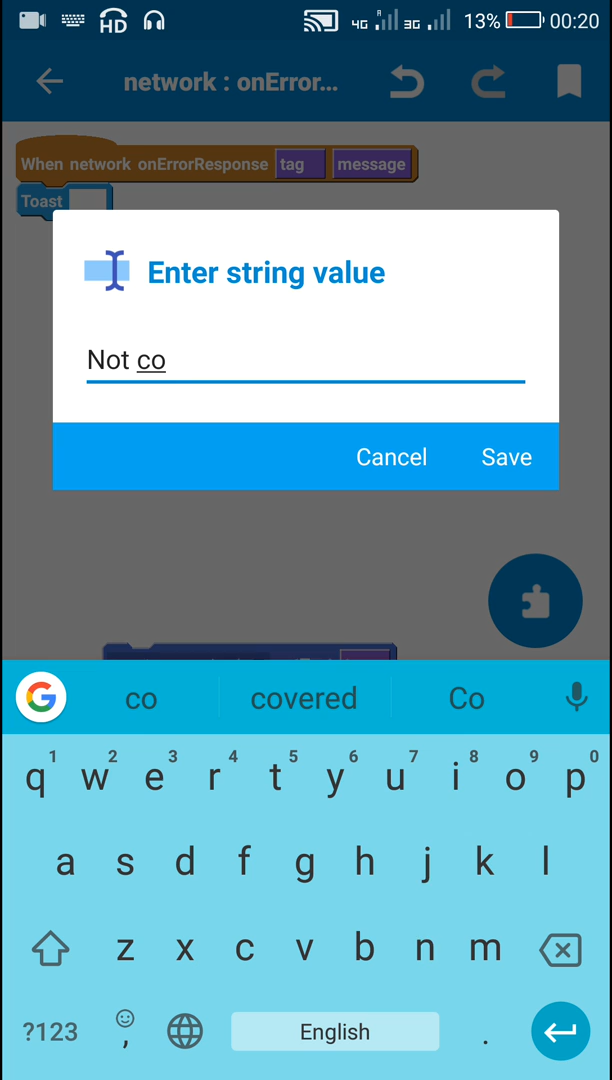 HD 4G R 3G 13% 00:20
network : onError...
When network onErrorResponse tag message
Toast
Enter string value
Not co
Cancel Save
co covered Co
1 2 3 4 5 6 7 8 9 0
q w e r t y u i o p
a s d f g h j k l
z x c v b n m
?123 , English .